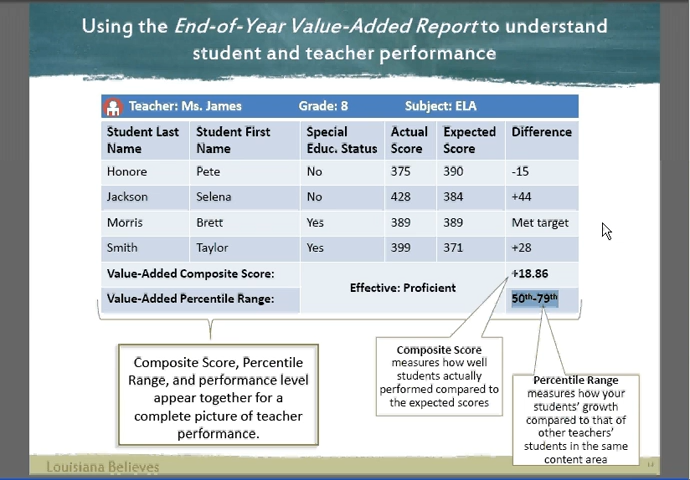 Using the End-of-Year Value-Added Report to understand
student and teacher performance
Teacher: Ms. James Grade: 8 Subject: ELA
Student Last Name Student First Name Special Educ. Status Actual Score Expected Score Difference
Honore Pete No 375 390 -15
Jackson Selena No 428 384 +44
Morris Brett Yes 389 389 Met target
Smith Taylor Yes 399 371 +28
Value-Added Composite Score: +18.86
Effective: Proficient
Value-Added Percentile Range: 50th-79th
Composite Score, Percentile
Range, and performance level
appear together for a
complete picture of teacher
performance.
Composite Score
measures how well
students actually
performed compared to
the expected scores
Percentile Range
measures how your
students' growth
compared to that of
other teachers'
students in the same
content area
Louisiana Believes